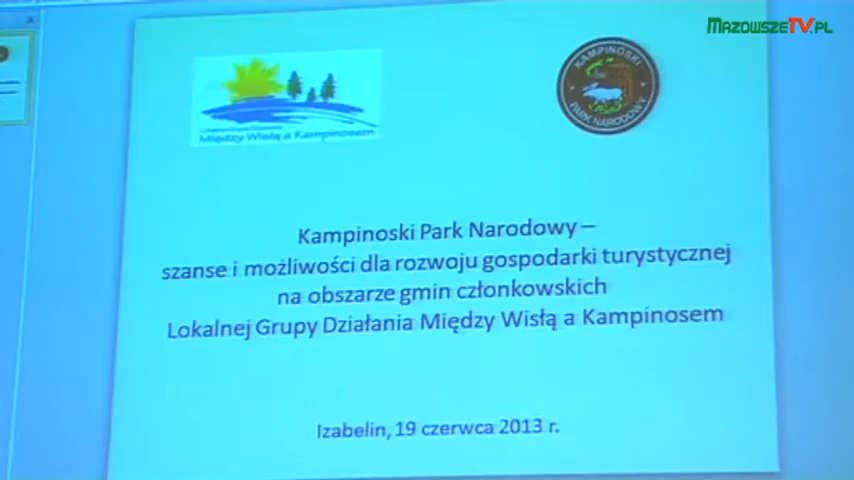 MAZOWSZETV.PL
KAMPINOSKI
PARK NARODOWY
Między Wisłą a Kampinosem
Kampinoski Park Narodowy –
szanse i możliwości dla rozwoju gospodarki turystycznej
na obszarze gmin członkowskich
Lokalnej Grupy Działania Między Wisłą a Kampinosem
Izabelin, 19 czerwca 2013 r.